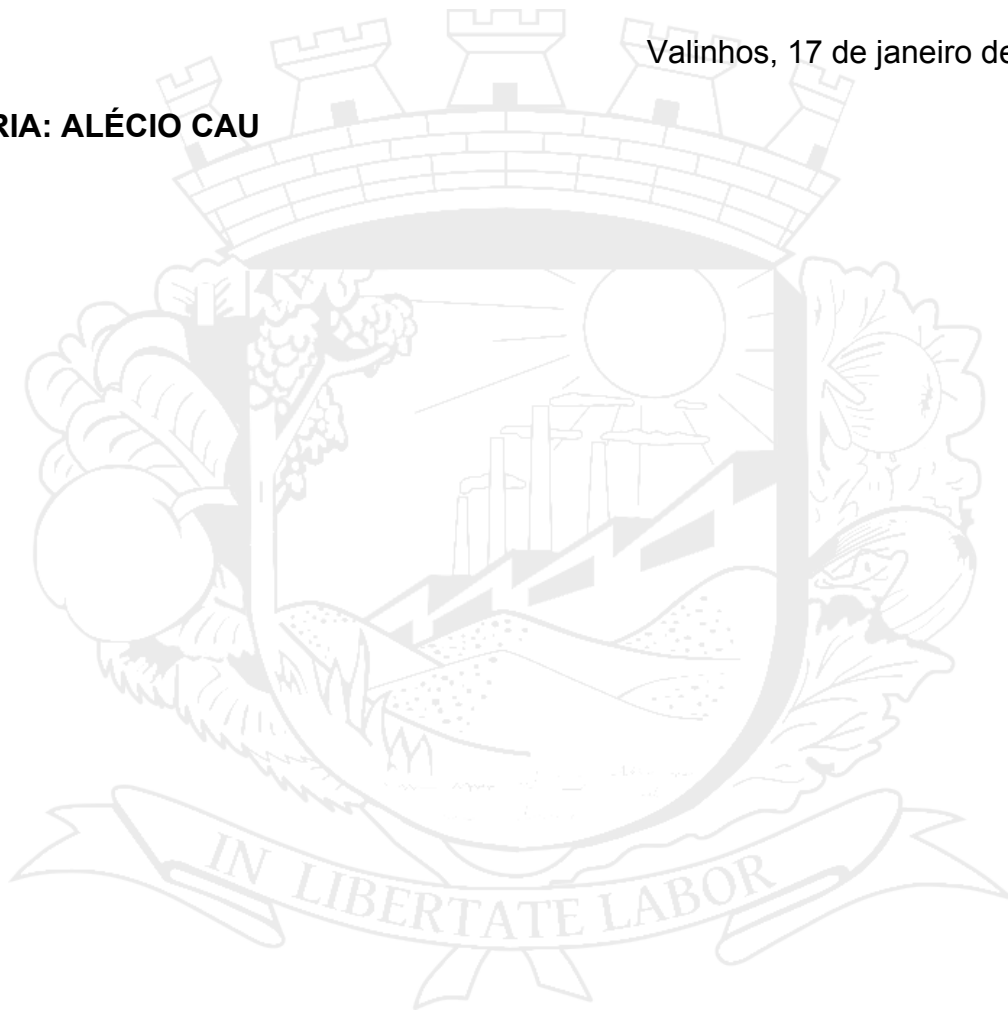 Valinhos, 17 de janeiro de
RIA: ALÉCIO CAU
IN LIBERTATE LABOR